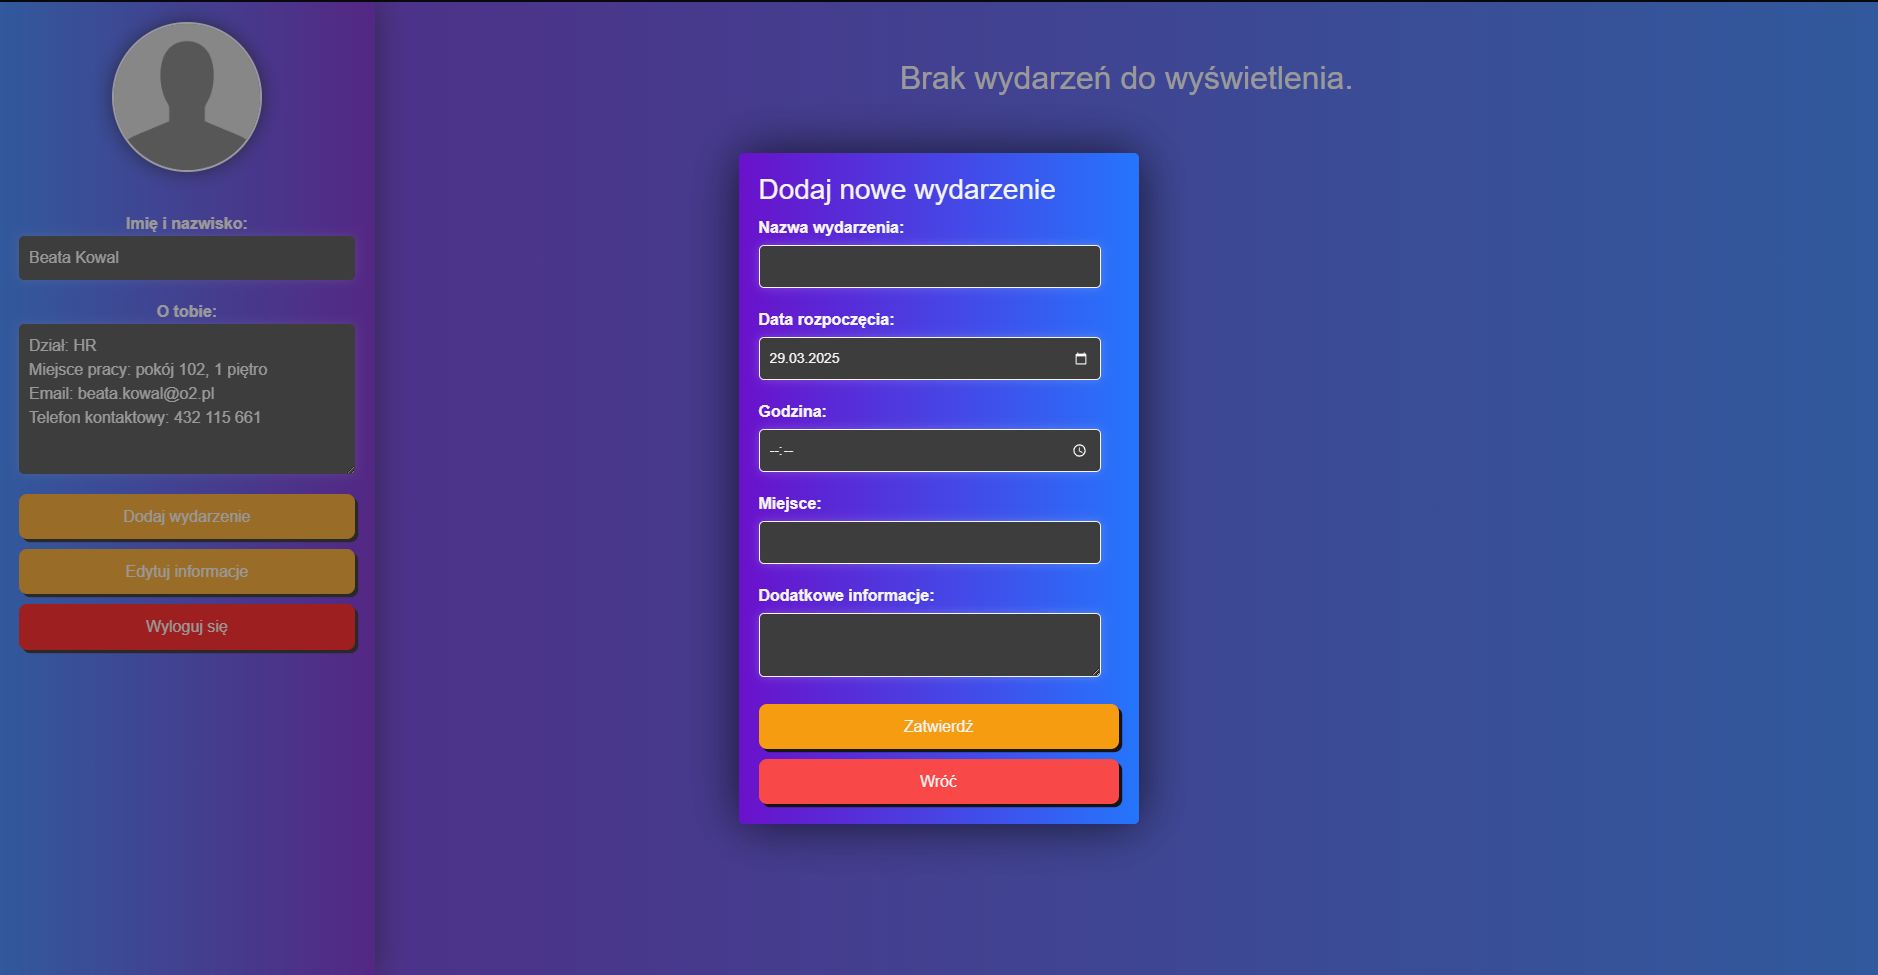 Imię i nazwisko:
Beata Kowal
O tobie:
Dział: HR
Miejsce pracy: pokój 102, 1 piętro
Email: beata.kowal@o2.pl
Telefon kontaktowy: 432 115 661
Dodaj wydarzenie
Edytuj informacje
Wyloguj się
Brak wydarzeń do wyświetlenia.
Dodaj nowe wydarzenie
Nazwa wydarzenia:
Data rozpoczęcia:
29.03.2025
Godzina:
--:--
Miejsce:
Dodatkowe informacje:
Zatwierdź
Wróć